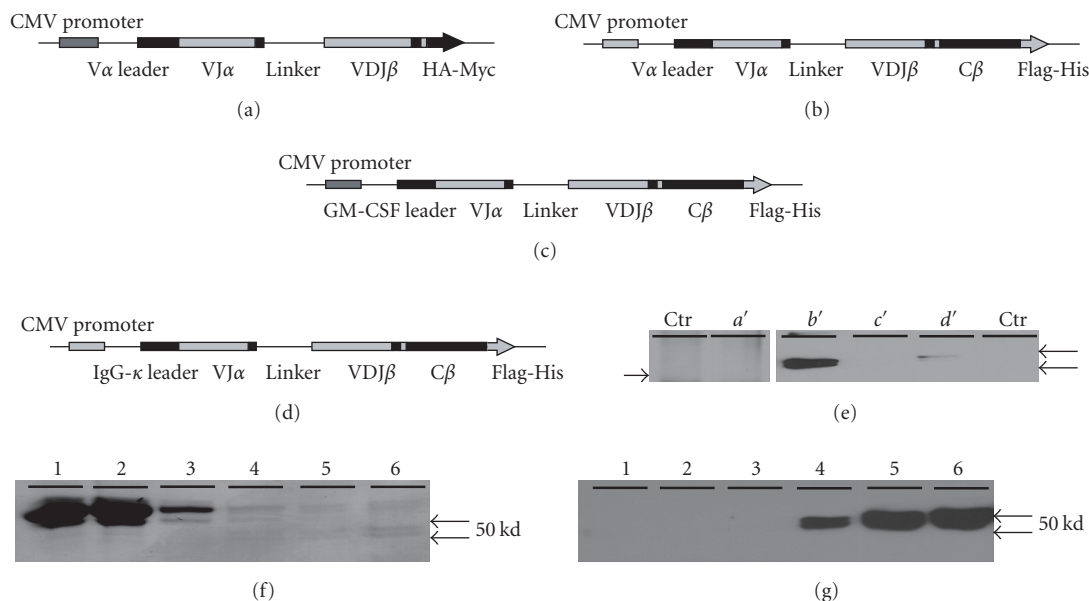 CMV promoter
Vα leader VJα Linker VDJβ HA-Myc
(a)
CMV promoter
Vα leader VJα Linker VDJβ Cβ Flag-His
(b)
CMV promoter
GM-CSF leader VJα Linker VDJβ Cβ Flag-His
(c)
CMV promoter
IgG-κ leader VJα Linker VDJβ Cβ Flag-His
(d)
Ctr a′ b′ c′ d′ Ctr
(e)
1 2 3 4 5 6
50 kd
(f)
1 2 3 4 5 6
50 kd
(g)